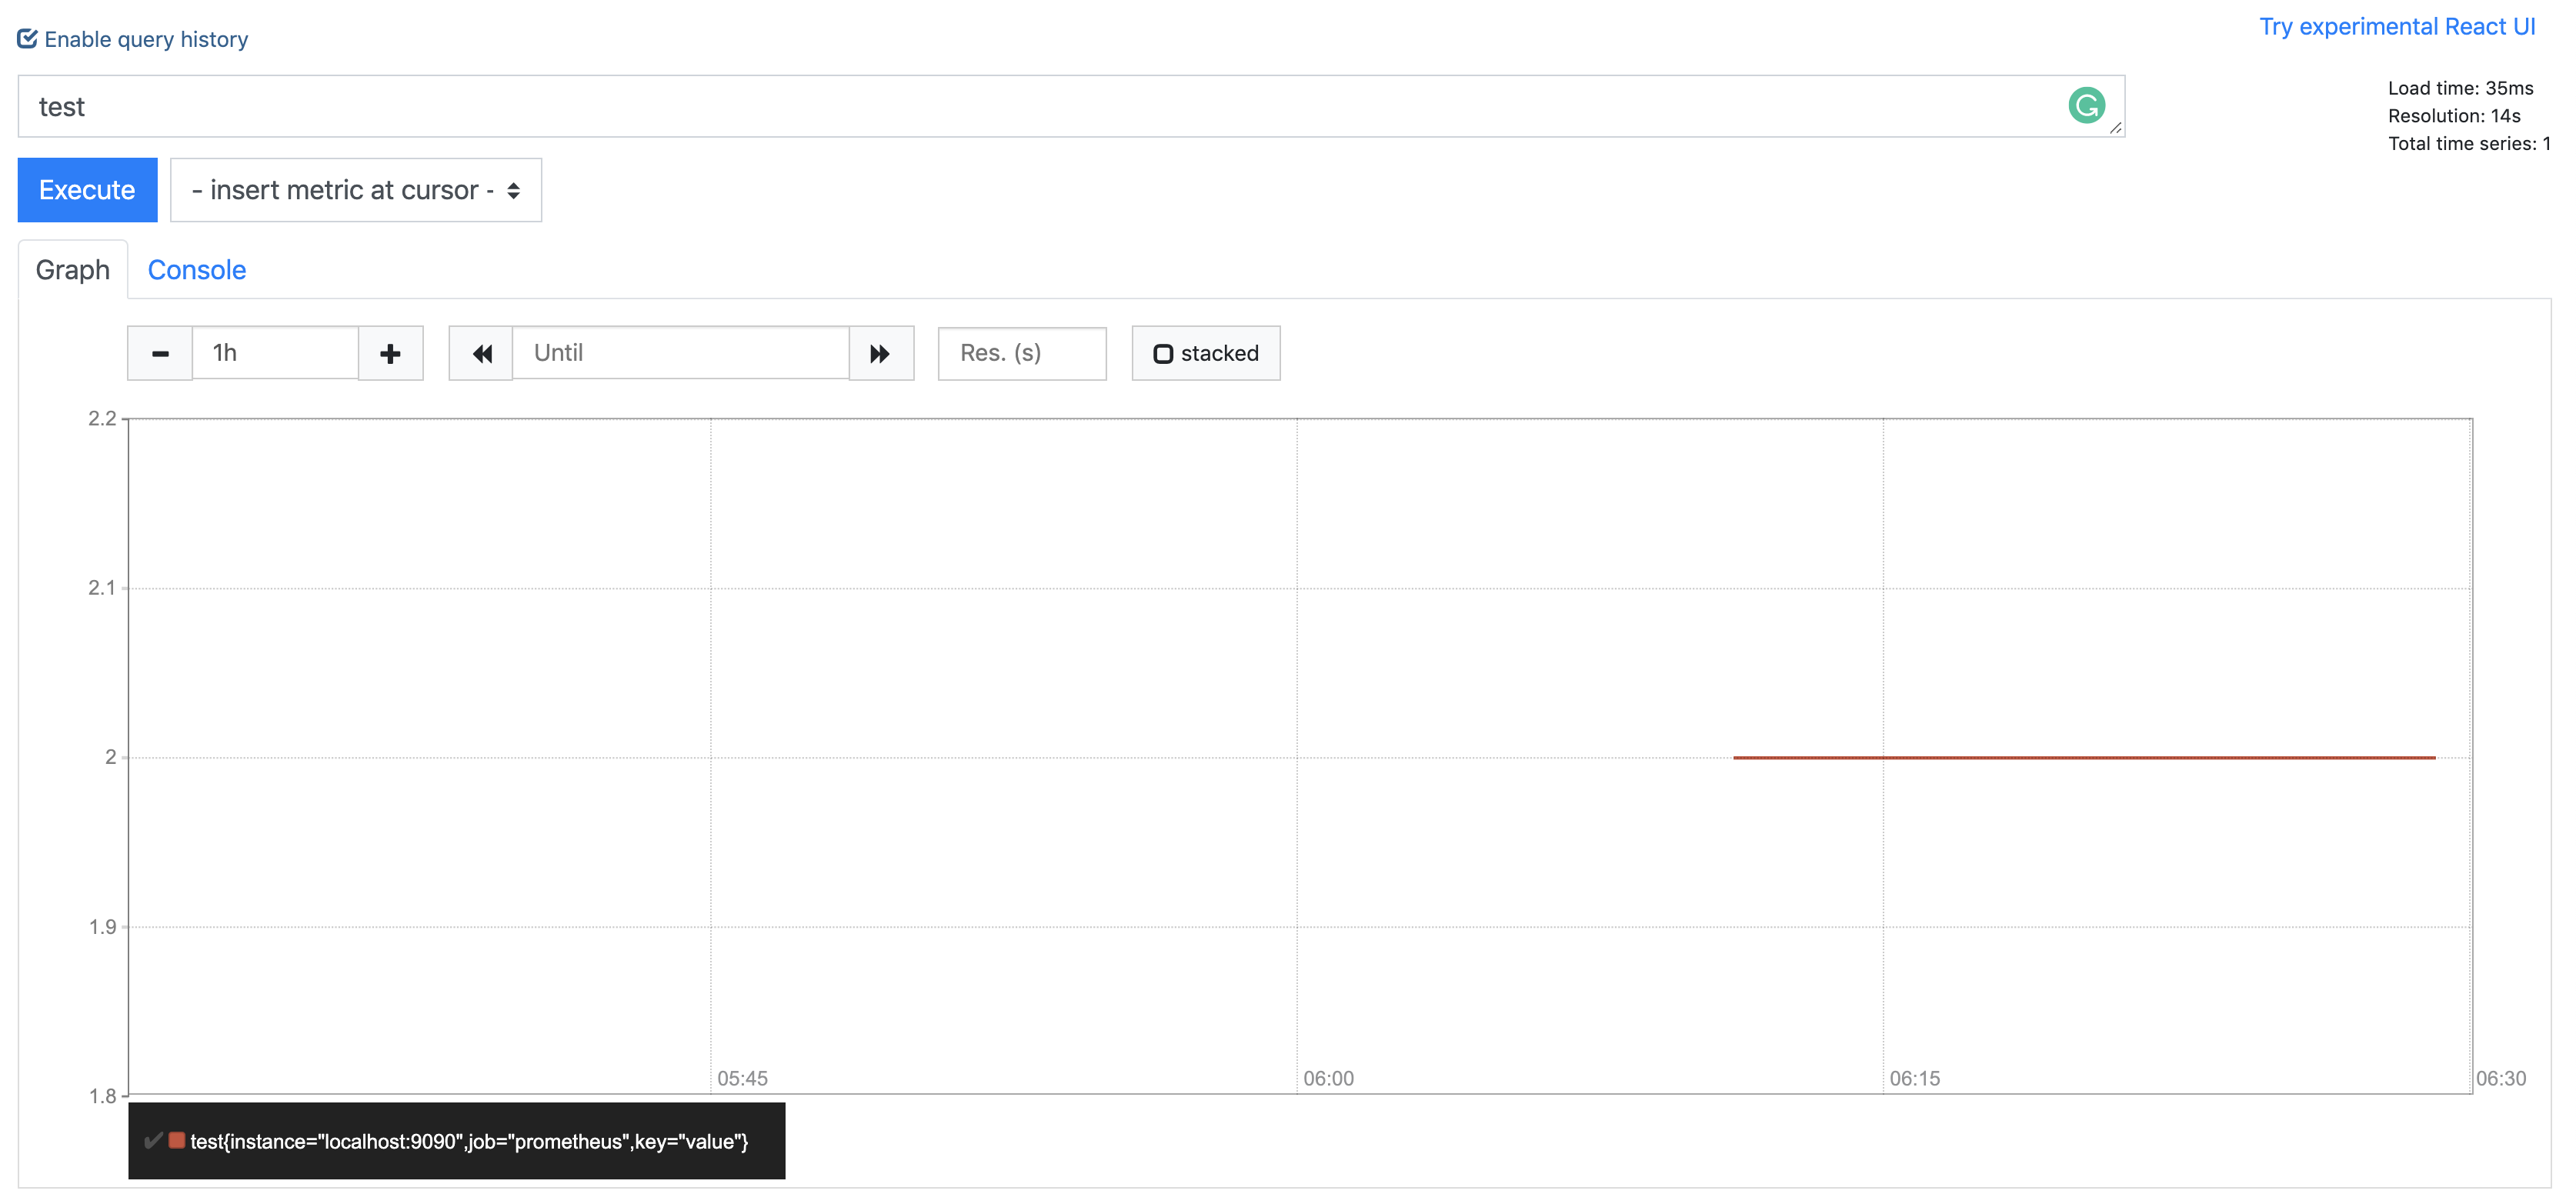 Enable query history
Try experimental React UI
test
Load time: 35ms
Resolution: 14s
Total time series: 1
Execute
- insert metric at cursor -
Graph
Console
1h
Until
Res. (s)
stacked
2.2
2.1
2
1.9
1.8
05:45
06:00
06:15
06:30
test{instance="localhost:9090",job="prometheus",key="value"}